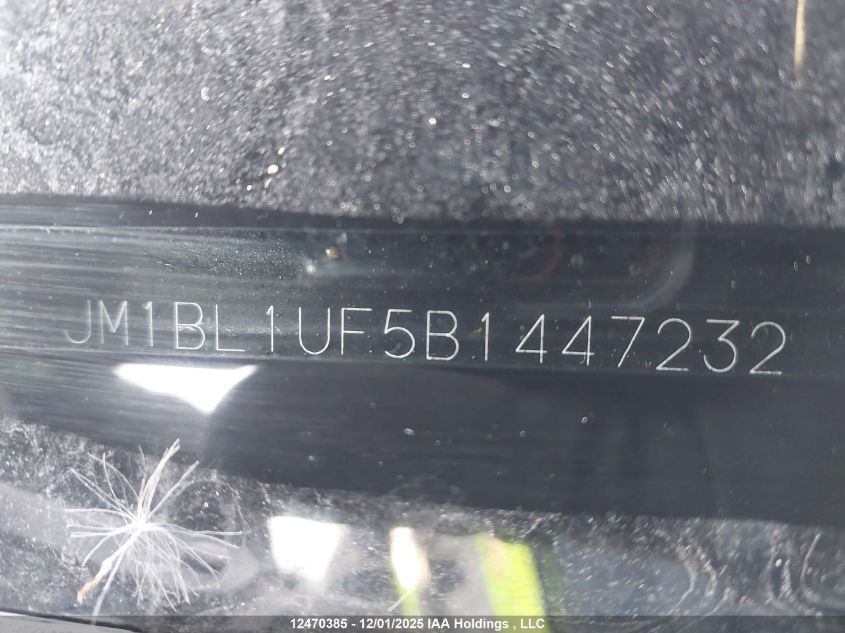 JM1BL1UF5B1447232
12470385 - 12/01/2025 IAA Holdings , LLC